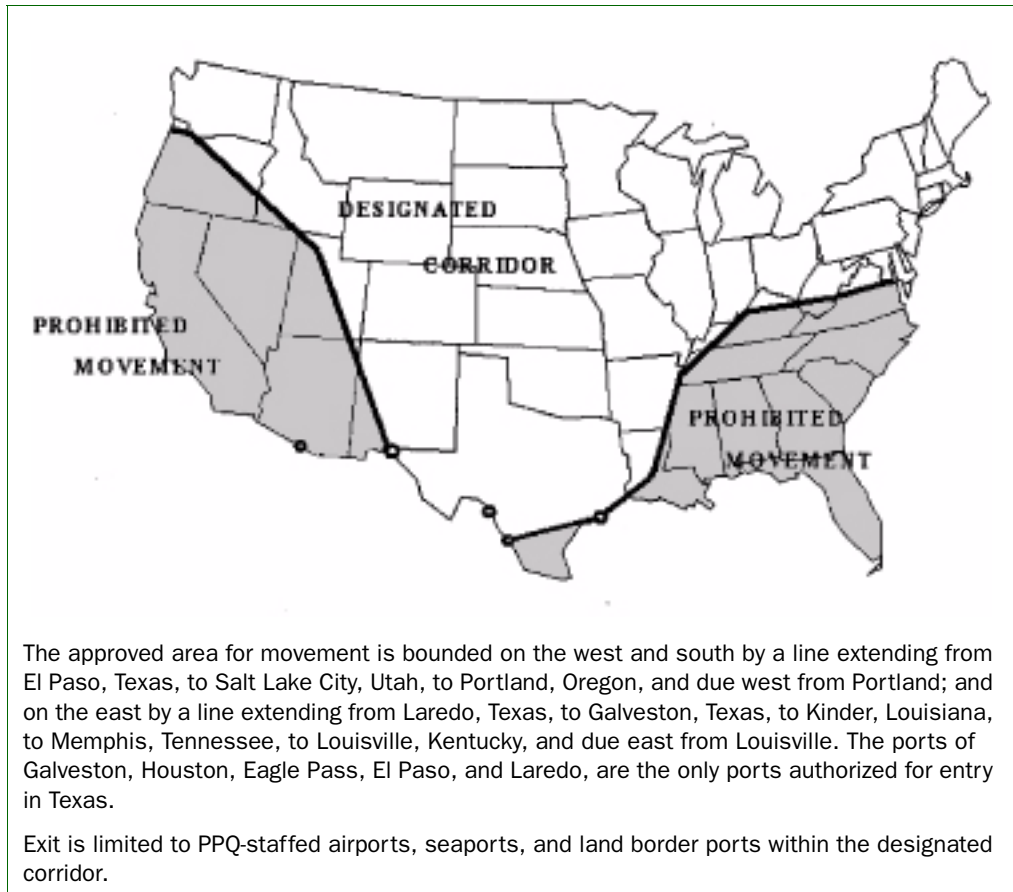 DESIGNATED
CORRIDOR
PROHIBITED
MOVEMENT
PROHIBITED
MOVEMENT
The approved area for movement is bounded on the west and south by a line extending from
El Paso, Texas, to Salt Lake City, Utah, to Portland, Oregon, and due west from Portland; and
on the east by a line extending from Laredo, Texas, to Galveston, Texas, to Kinder, Louisiana,
to Memphis, Tennessee, to Louisville, Kentucky, and due east from Louisville. The ports of
Galveston, Houston, Eagle Pass, El Paso, and Laredo, are the only ports authorized for entry
in Texas.
Exit is limited to PPQ-staffed airports, seaports, and land border ports within the designated
corridor.